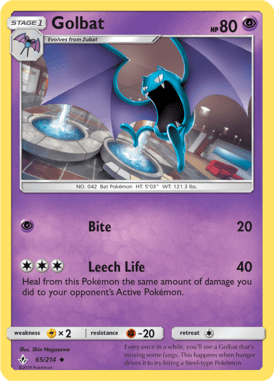 STAGE 1
Golbat
HP80
Evolves from Zubat
NO. 042 Bat Pokémon HT: 5'03" WT: 121.3 lbs.
Bite 20
Leech Life 40
Heal from this Pokémon the same amount of damage you
did to your opponent's Active Pokémon.
weakness ×2 resistance -20 retreat
Illus. Shin Nagasawa
65/214
©2019 Pokémon
Every once in a while, you'll see a Golbat that's
missing some fangs. This happens when hunger
drives it to try biting a Steel-type Pokémon.